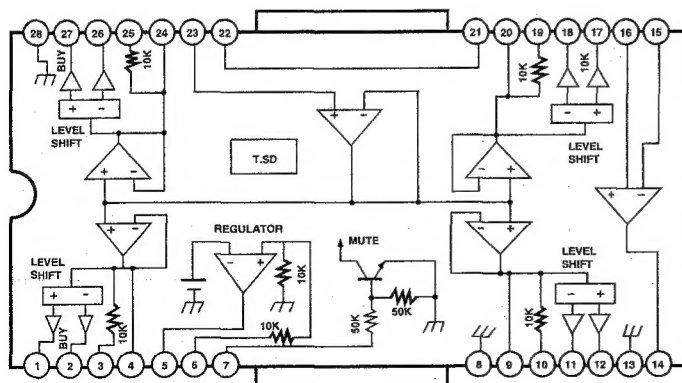 28 27 26 25 24 23 22 21 20 19 18 17 16 15
BUY
10K
10K
10K
+ -
- +
LEVEL SHIFT
LEVEL SHIFT
+ -
T.SD
+ -
- +
- +
+ -
- +
- +
REGULATOR
MUTE
LEVEL SHIFT
LEVEL SHIFT
+ -
- +
- +
10K
50K
BUY
10K
10K
50K
10K
1 2 3 4 5 6 7 8 9 10 11 12 13 14